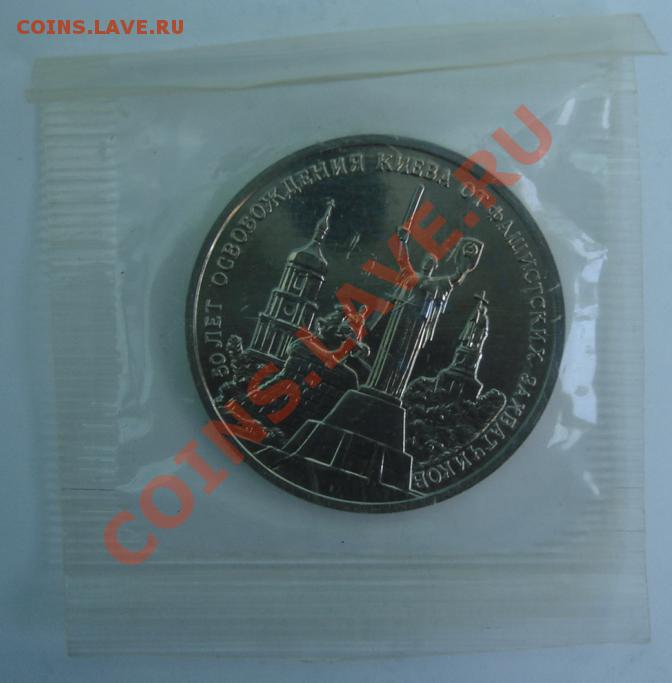 COINS.LAVE.RU
50 ЛЕТ ОСВОБОЖДЕНИЯ КИЕВА ОТ ФАШИСТСКИХ ЗАХВАТЧИКОВ
COINS.LAVE.RU